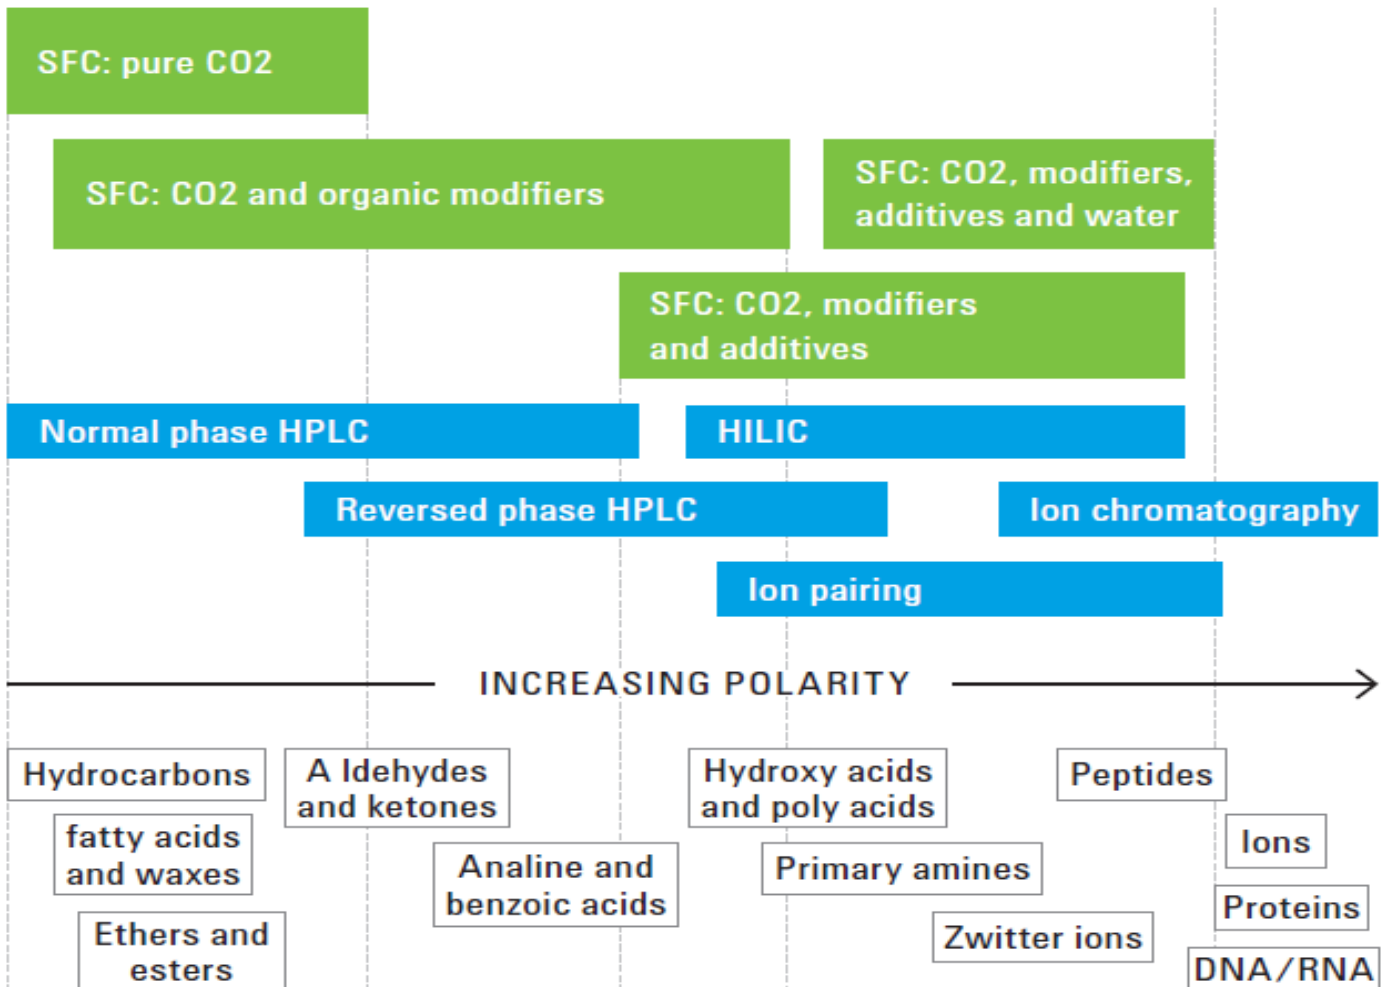 SFC: pure CO2
SFC: CO2 and organic modifiers
SFC: CO2, modifiers,
additives and water
SFC: CO2, modifiers
and additives
Normal phase HPLC
HILIC
Reversed phase HPLC
Ion chromatography
Ion pairing
INCREASING POLARITY
Hydrocarbons
A ldehydes
and ketones
Hydroxy acids
and poly acids
Peptides
fatty acids
and waxes
Analine and
benzoic acids
Primary amines
Ions
Ethers and
esters
Zwitter ions
Proteins
DNA/RNA